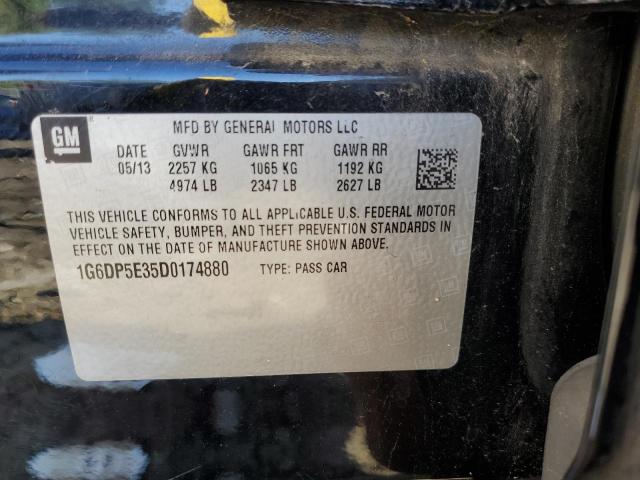 GM
MFD BY GENERAL MOTORS LLC
DATE GVWR GAWR FRT GAWR RR
05/13 2257 KG 1065 KG 1192 KG
4974 LB 2347 LB 2627 LB
THIS VEHICLE CONFORMS TO ALL APPLICABLE U.S. FEDERAL MOTOR
VEHICLE SAFETY, BUMPER, AND THEFT PREVENTION STANDARDS IN
EFFECT ON THE DATE OF MANUFACTURE SHOWN ABOVE.
1G6DP5E35D0174880 TYPE: PASS CAR